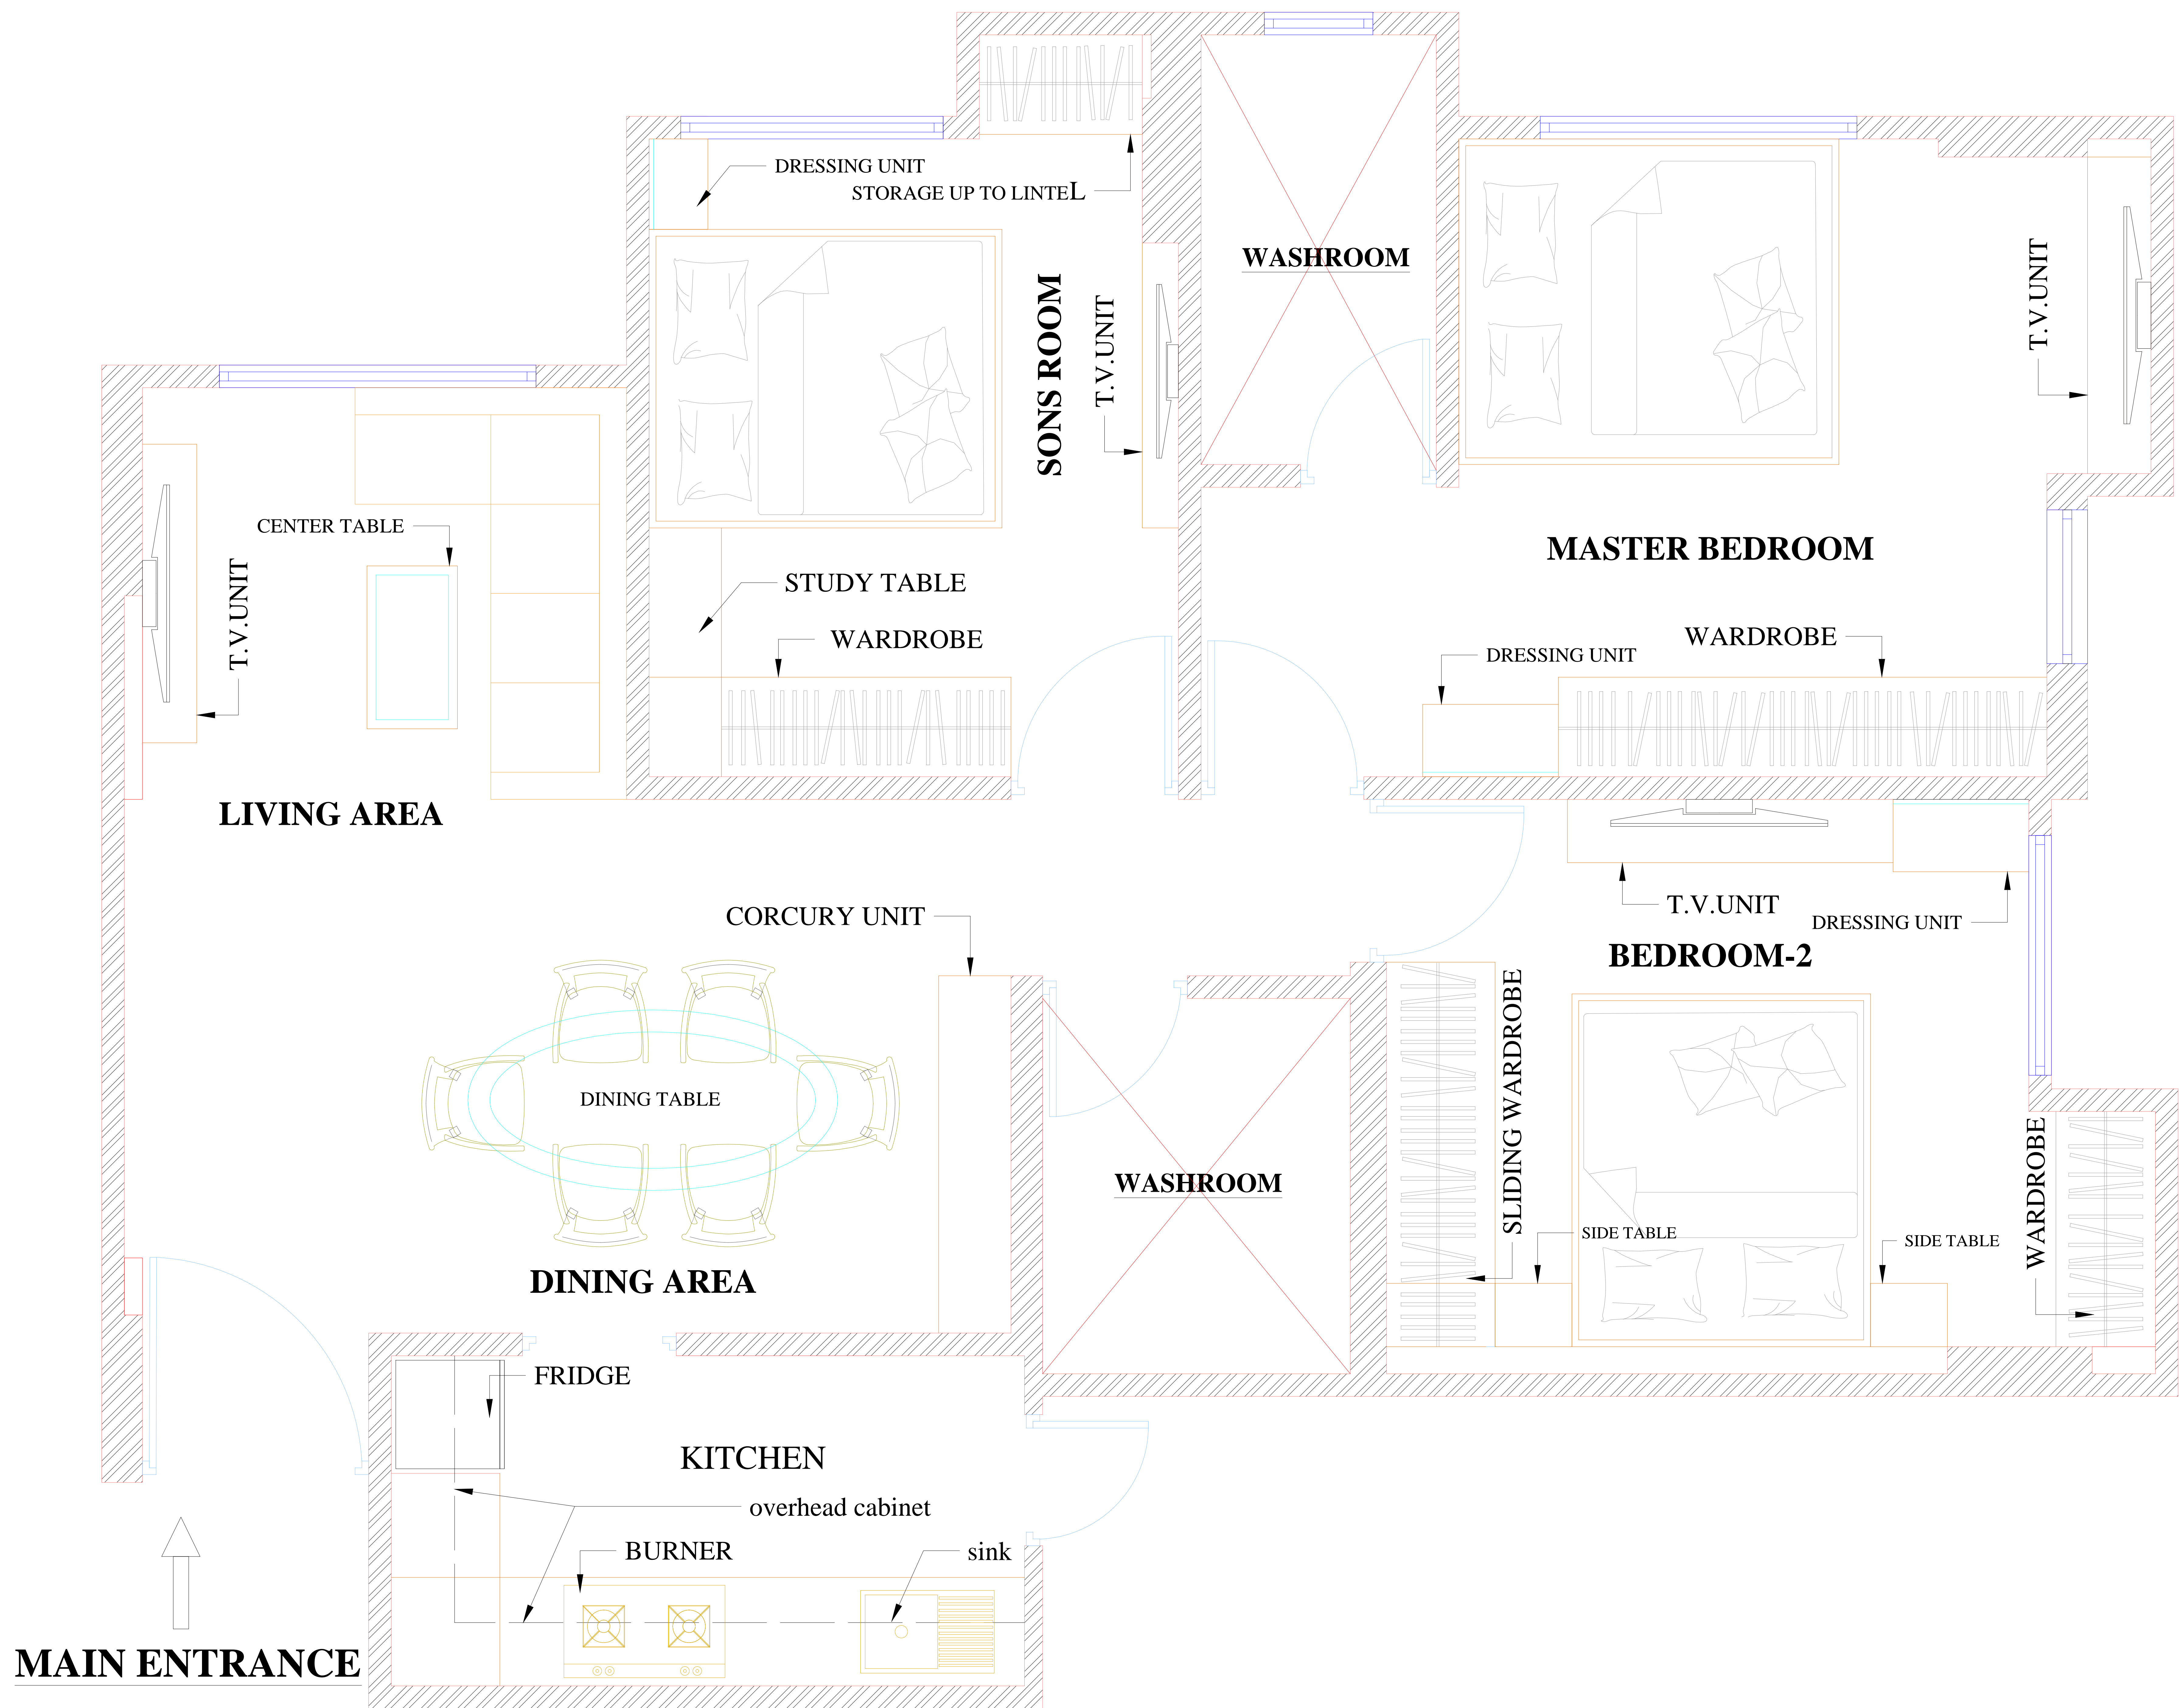 DRESSING UNIT
STORAGE UP TO LINTEL
WASHROOM
SONS ROOM
T.V.UNIT
T.V.UNIT
CENTER TABLE
T.V.UNIT
STUDY TABLE
WARDROBE
MASTER BEDROOM
WARDROBE
DRESSING UNIT
LIVING AREA
CORCURY UNIT
T.V.UNIT
DRESSING UNIT
BEDROOM-2
SLIDING WARDROBE
DINING TABLE
WASHROOM
SIDE TABLE
SIDE TABLE
WARDROBE
DINING AREA
FRIDGE
KITCHEN
overhead cabinet
BURNER
sink
MAIN ENTRANCE